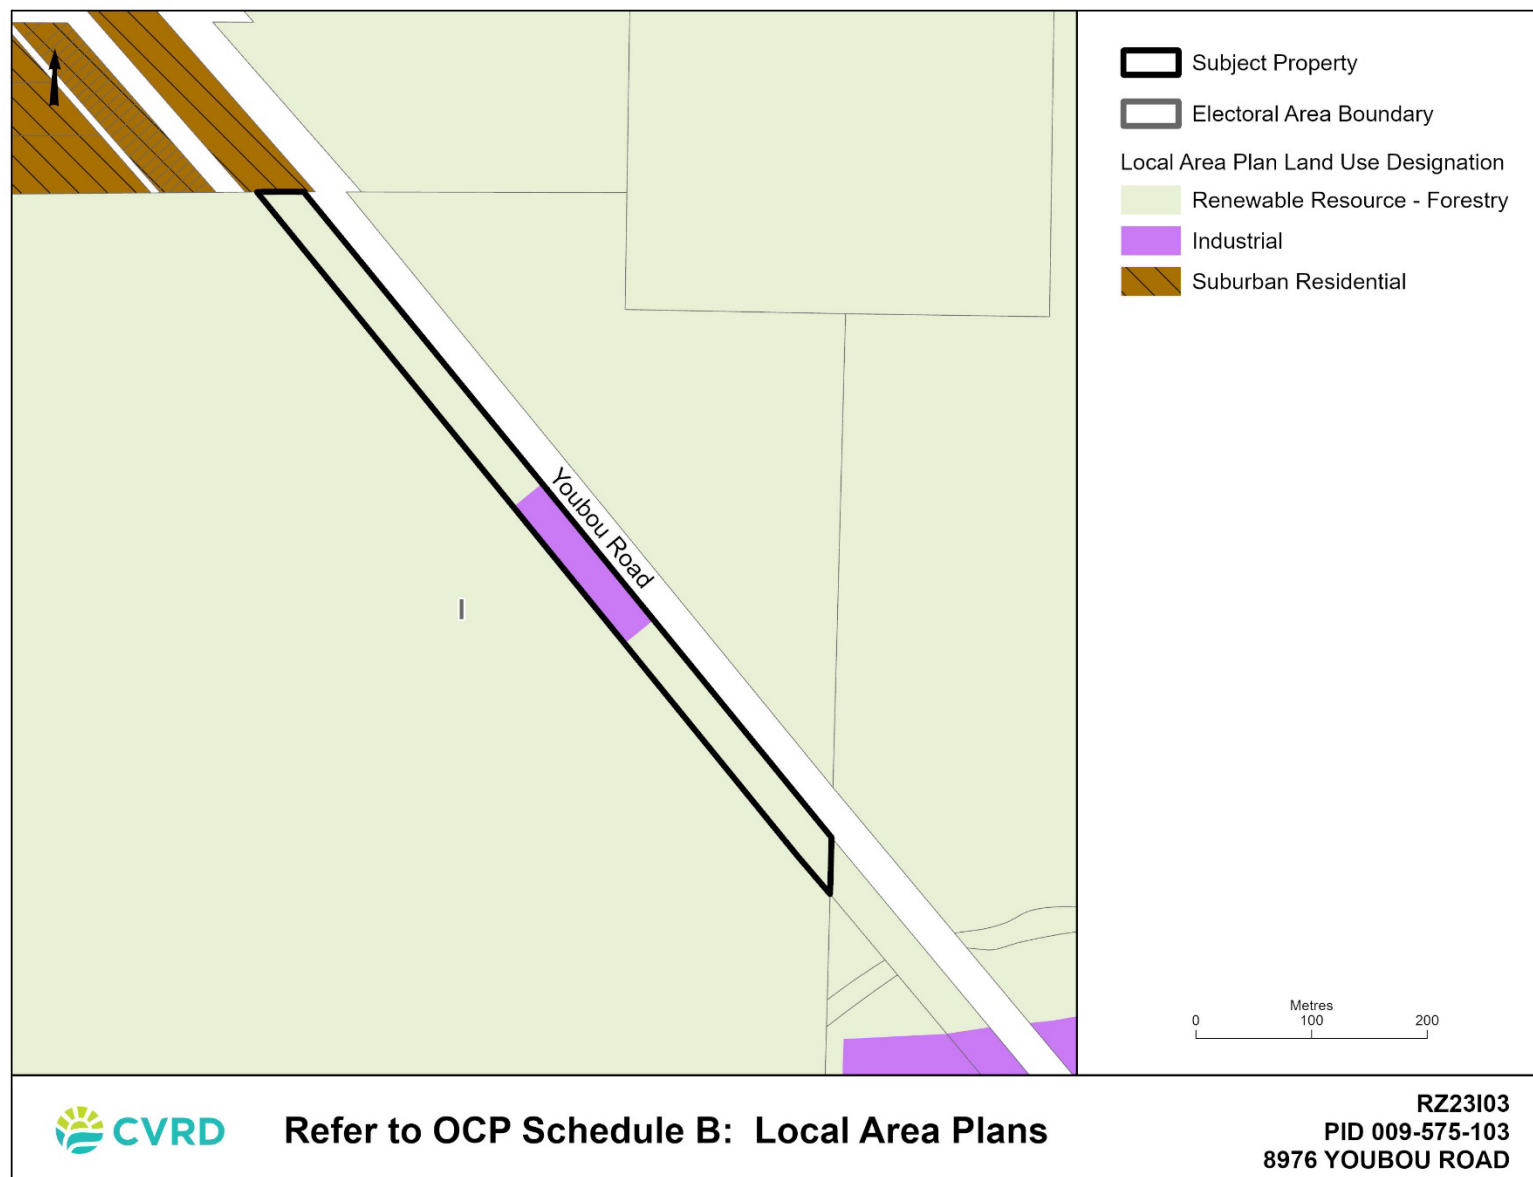 Subject Property
Electoral Area Boundary
Local Area Plan Land Use Designation
Renewable Resource - Forestry
Industrial
Suburban Residential
Youbou Road
I
Metres
0 100 200
CVRD
Refer to OCP Schedule B: Local Area Plans
RZ23I03
PID 009-575-103
8976 YOUBOU ROAD